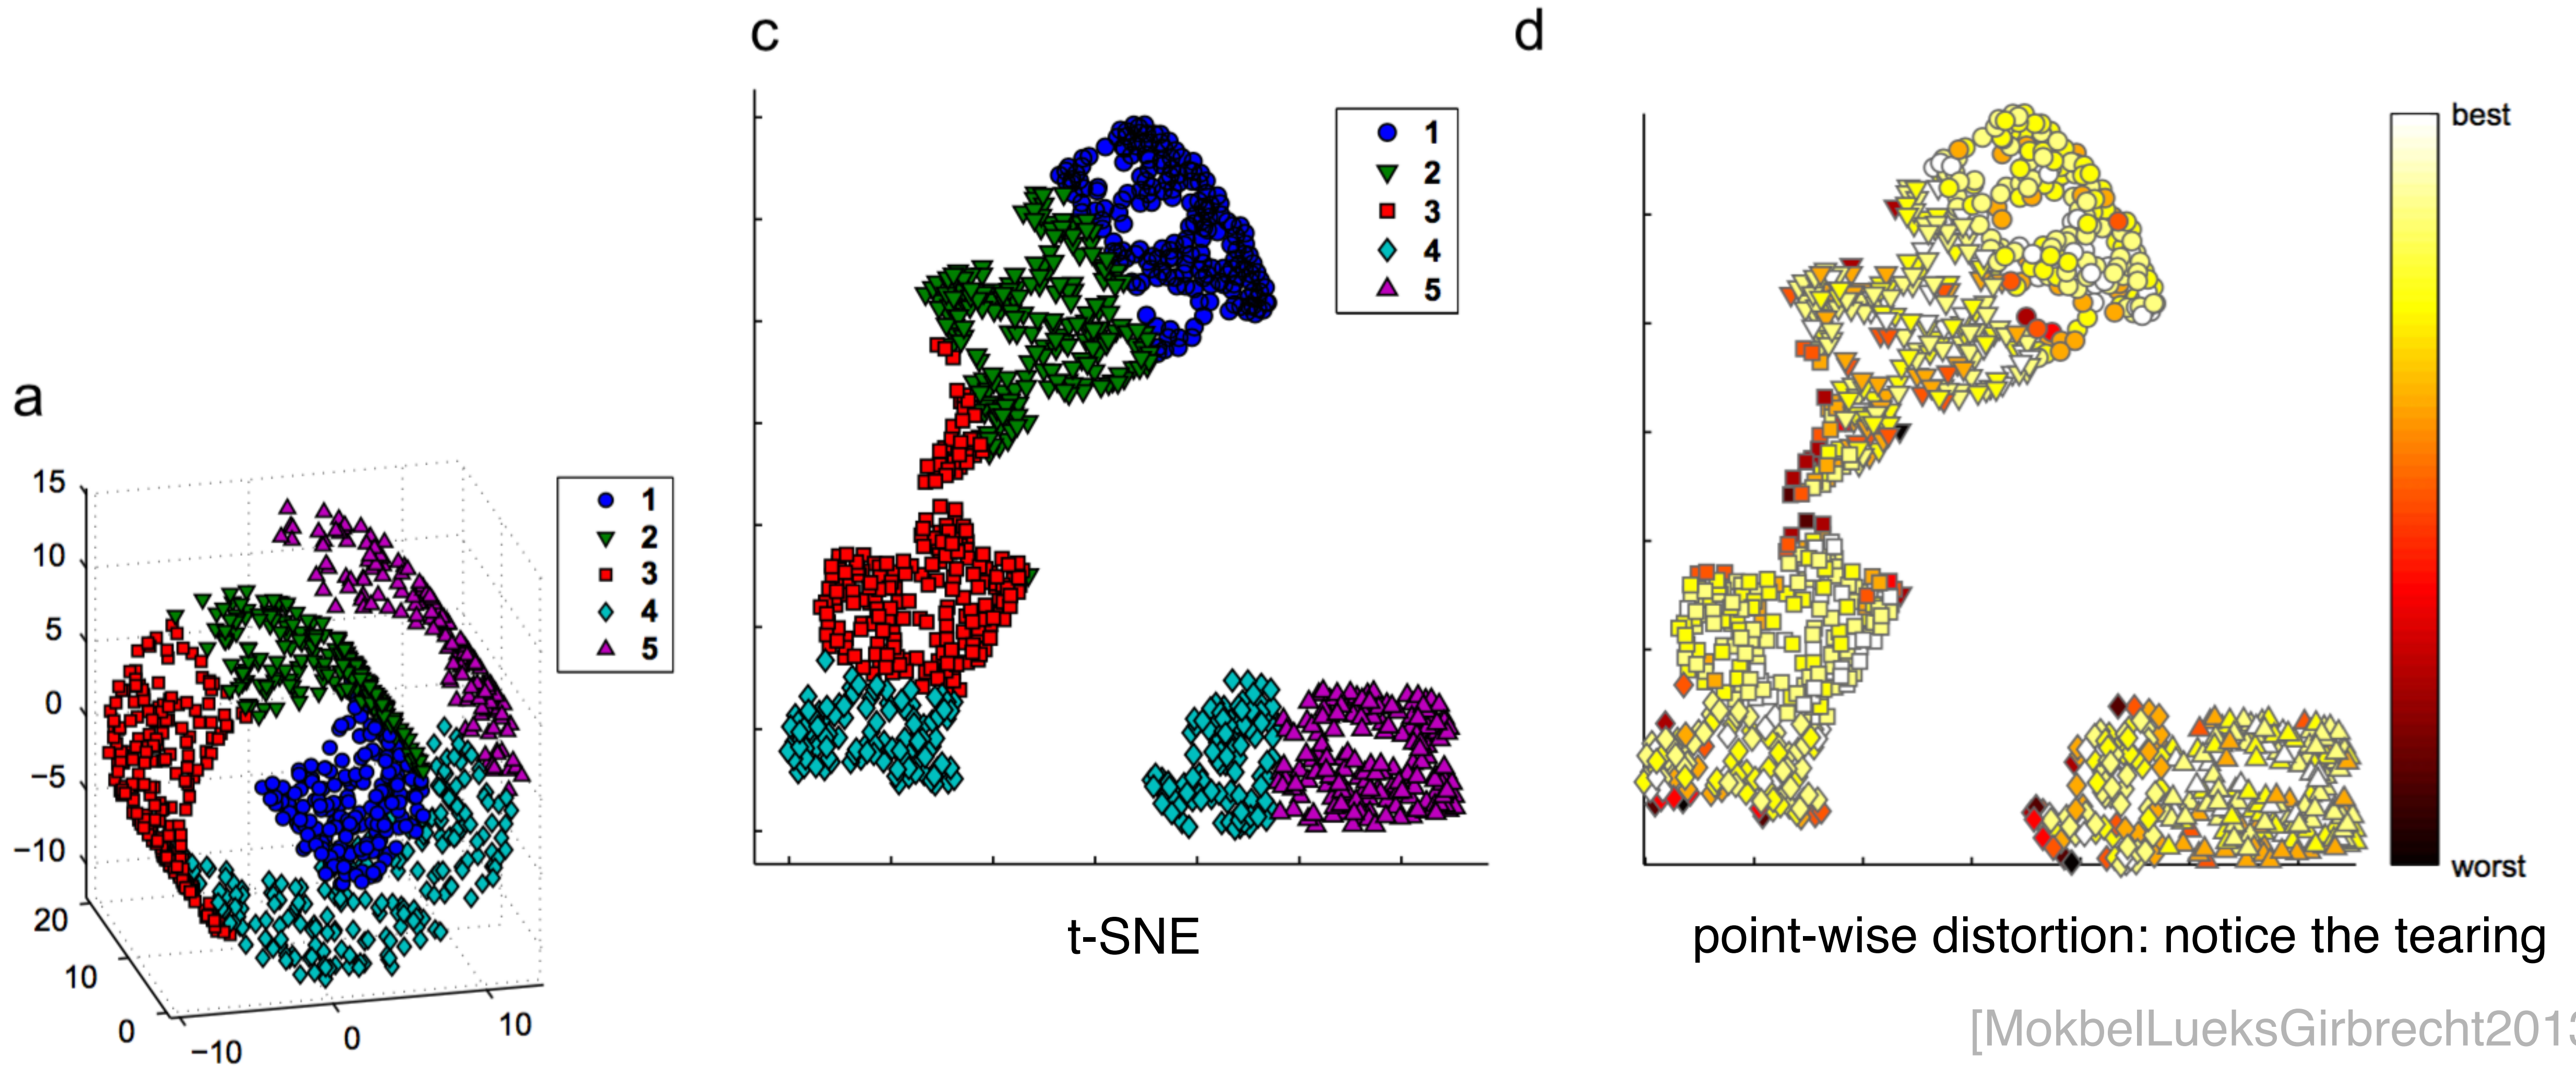 a
15
10
5
0
−5
−10
20
10
0
−10
0
10
1
2
3
4
5
c
1
2
3
4
5
t-SNE
d
best
worst
point-wise distortion: notice the tearing
[MokbelLueksGirbrecht2013